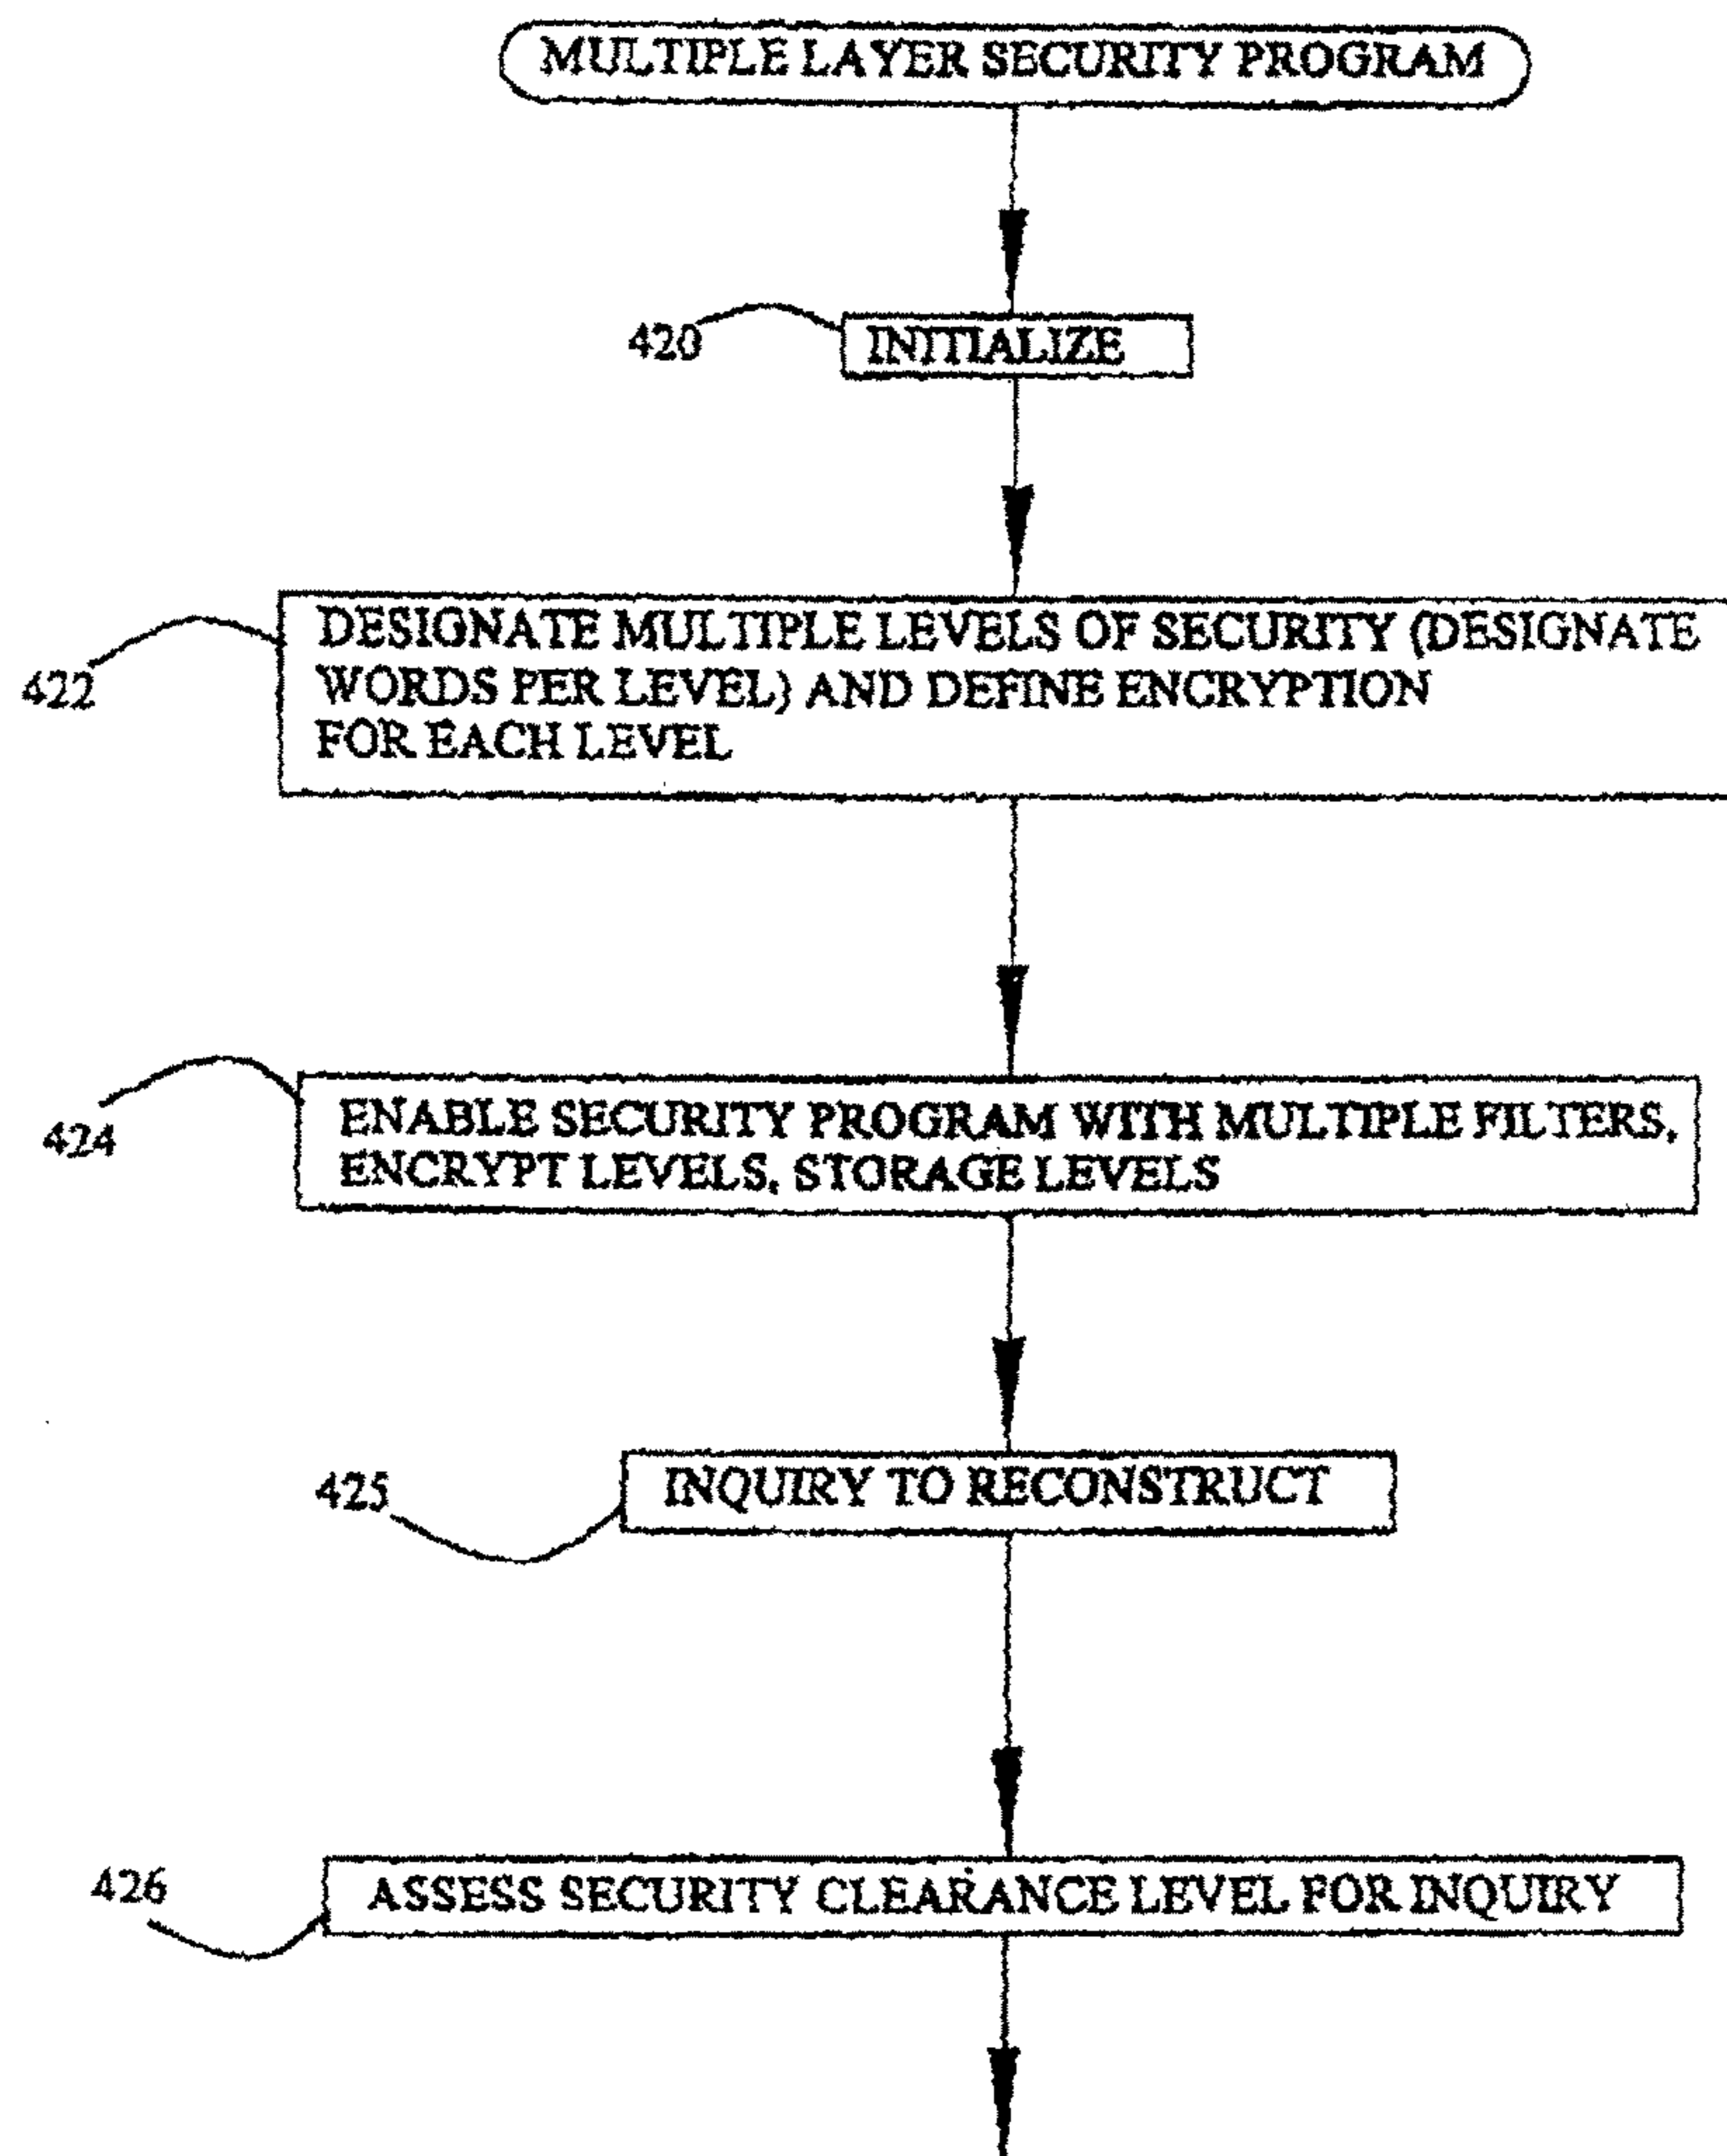 MULTIPLE LAYER SECURITY PROGRAM
420
INITIALIZE
422
DESIGNATE MULTIPLE LEVELS OF SECURITY (DESIGNATE
WORDS PER LEVEL) AND DEFINE ENCRYPTION
FOR EACH LEVEL
424
ENABLE SECURITY PROGRAM WITH MULTIPLE FILTERS,
ENCRYPT LEVELS, STORAGE LEVELS
425
INQUIRY TO RECONSTRUCT
426
ASSESS SECURITY CLEARANCE LEVEL FOR INQUIRY